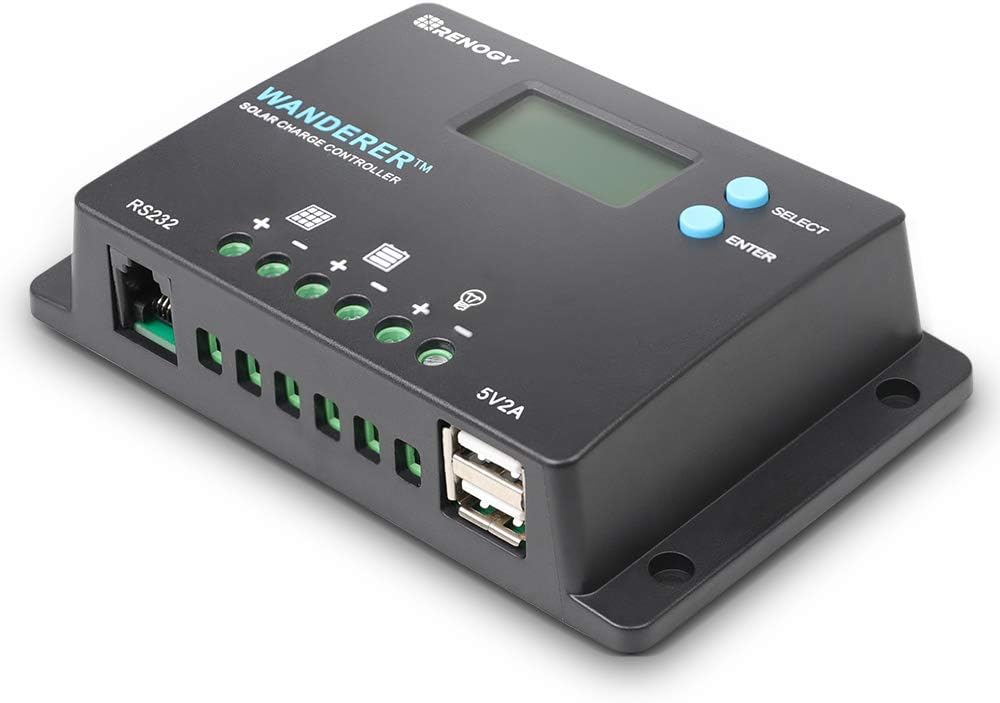 RENOGY
WANDERER™
SOLAR CHARGE CONTROLLER
RS232
+
−
+
−
+
−
SELECT
ENTER
5V2A